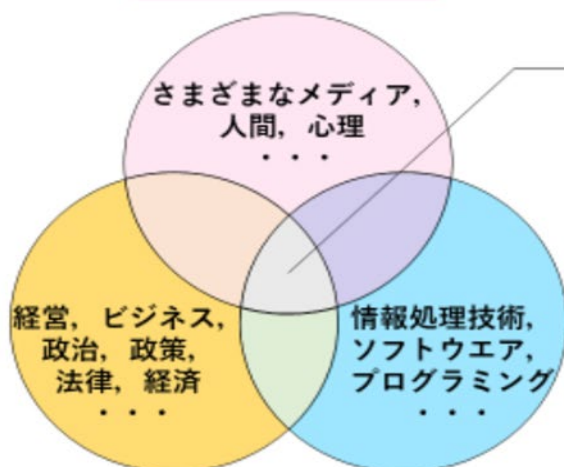 さまざまなメディア,
人間, 心理
・・・
経営, ビジネス,
政治, 政策,
法律, 経済
・・・
情報処理技術,
ソフトウエア,
プログラミング
・・・